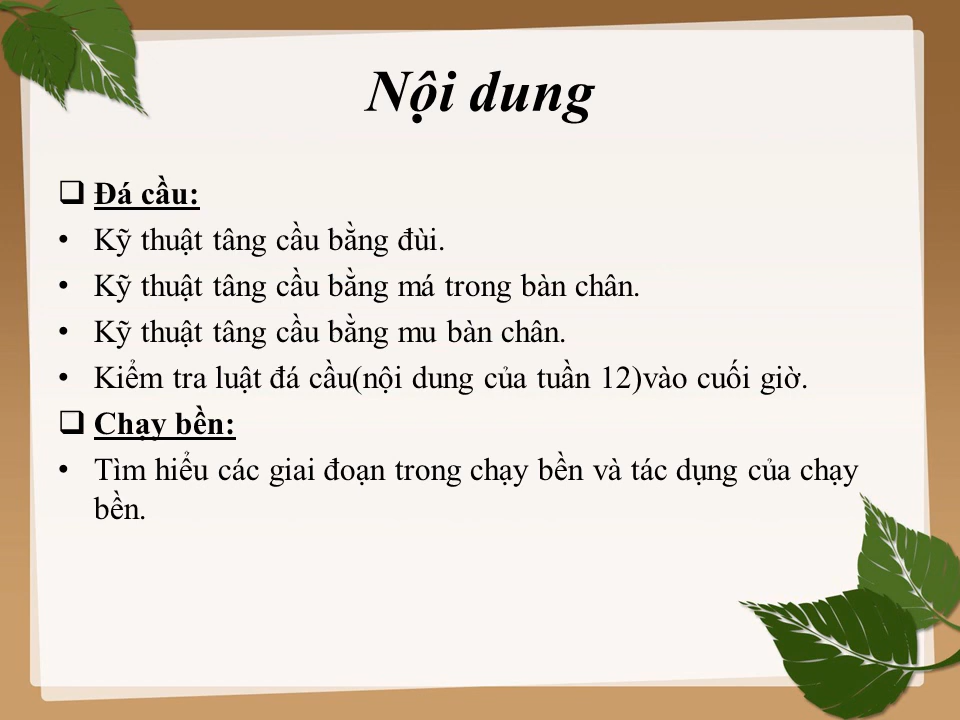 Nội dung
❑ Đá cầu:
• Kỹ thuật tâng cầu bằng đùi.
• Kỹ thuật tâng cầu bằng má trong bàn chân.
• Kỹ thuật tâng cầu bằng mu bàn chân.
• Kiểm tra luật đá cầu(nội dung của tuần 12)vào cuối giờ.
❑ Chạy bền:
• Tìm hiểu các giai đoạn trong chạy bền và tác dụng của chạy
bền.